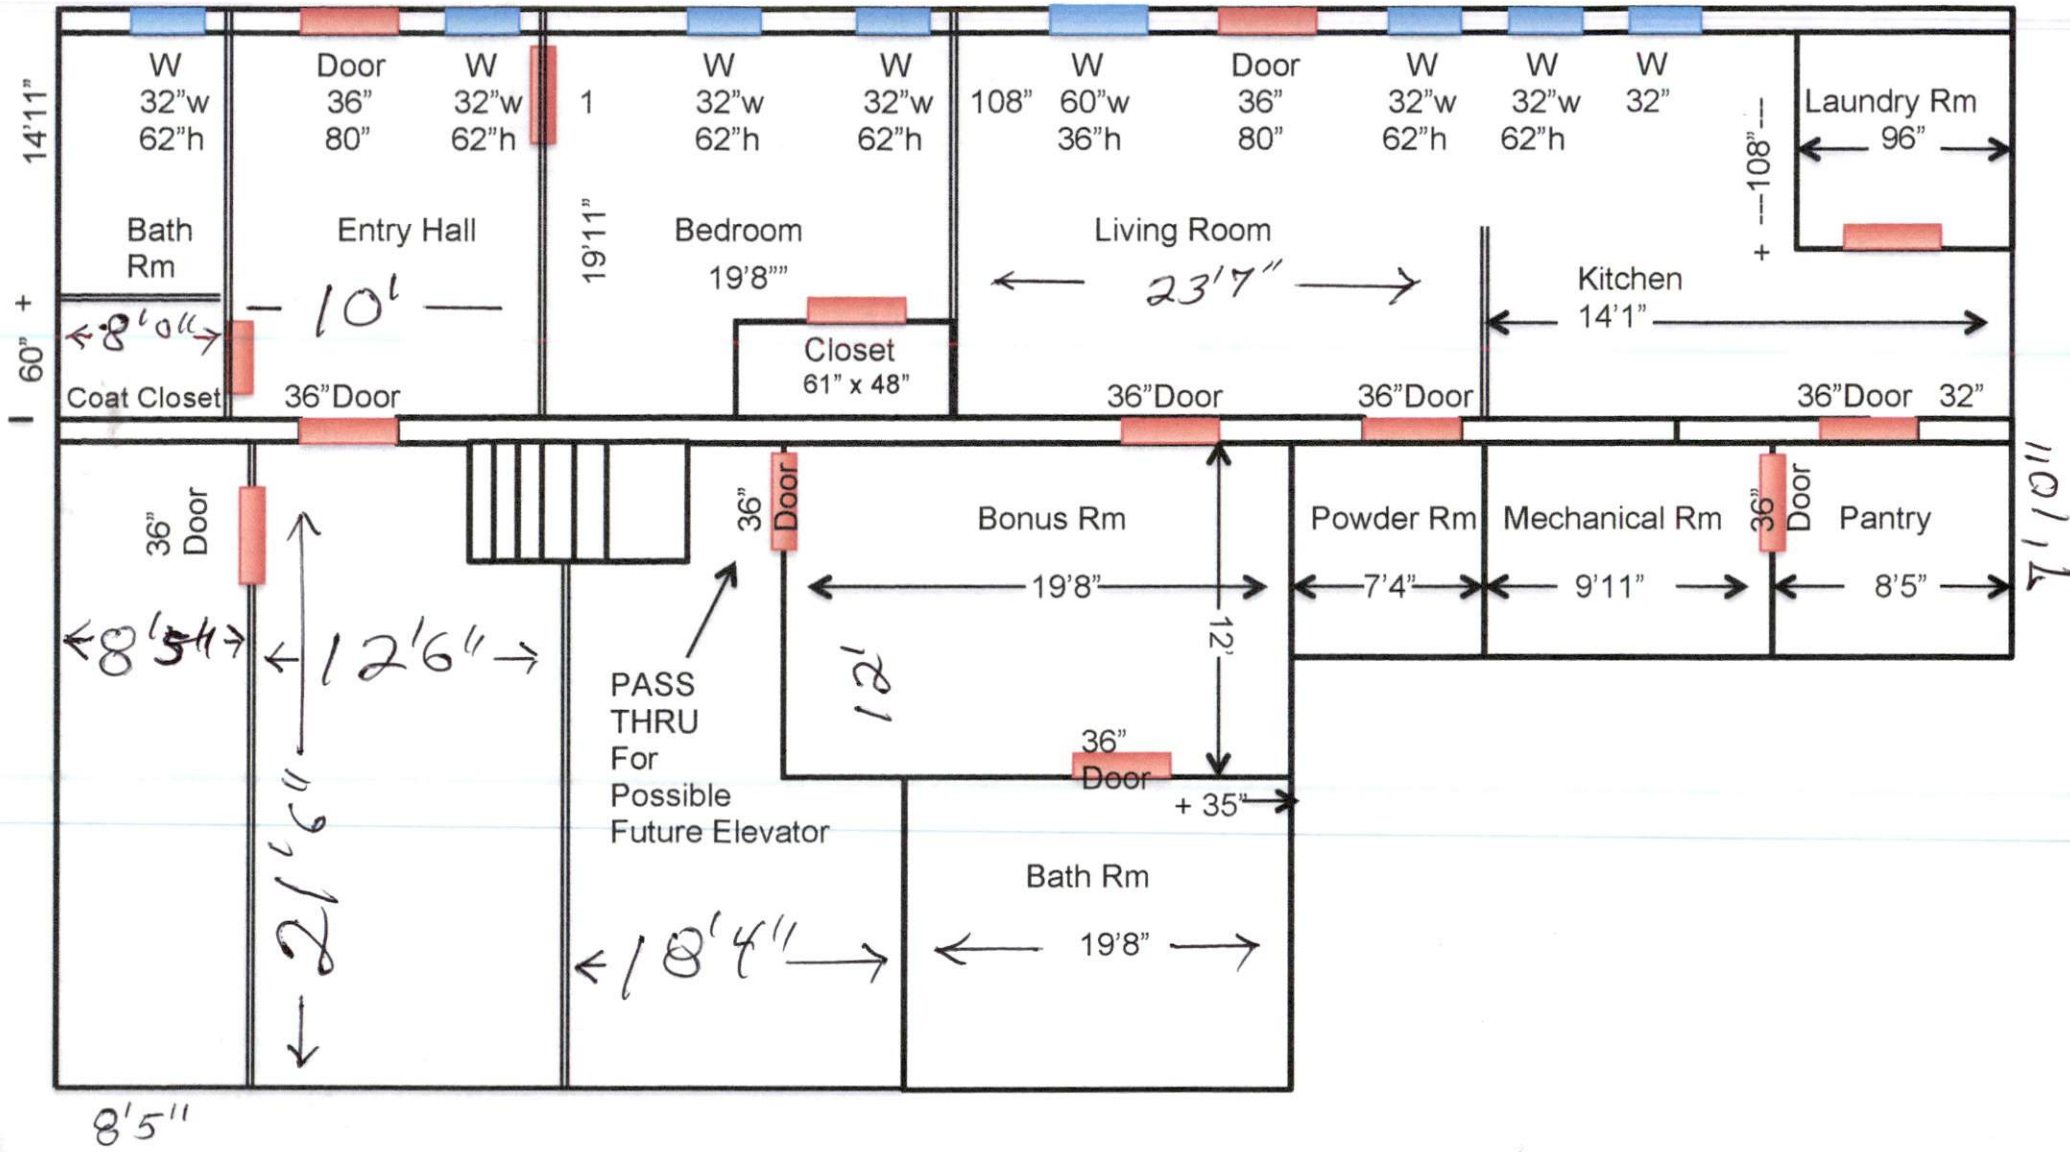 W
32”w
62”h
Door
36”
80”
W
32”w
62”h
1
W
32”w
62”h
W
32”w
62”h
108”
W
60”w
36”h
Door
36”
80”
W
32”w
62”h
W
32”w
62”h
W
32”
Laundry Rm
96”
+ ---108”---
14'11”
+
60”
Bath
Rm
Entry Hall
10'
19'11”
Bedroom
19'8””
Living Room
23'7"
Kitchen
14'1”
8'0"
Closet
61” x 48”
Coat Closet
36”Door
36”Door
36”Door
36”Door
32”
36”
Door
36”
Door
Bonus Rm
19'8”
12'
12'
Powder Rm
7'4”
Mechanical Rm
9'11”
36”
Door
Pantry
8'5”
7'10"
8'5"
12'6"
21'6"
PASS
THRU
For
Possible
Future Elevator
36”
Door
+ 35”
Bath Rm
19'8”
18'4"
8'5"